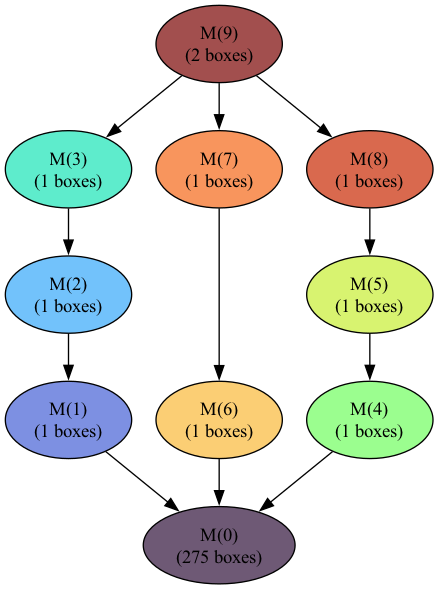 M(9)
(2 boxes)
M(3)
(1 boxes)
M(7)
(1 boxes)
M(8)
(1 boxes)
M(2)
(1 boxes)
M(5)
(1 boxes)
M(1)
(1 boxes)
M(6)
(1 boxes)
M(4)
(1 boxes)
M(0)
(275 boxes)